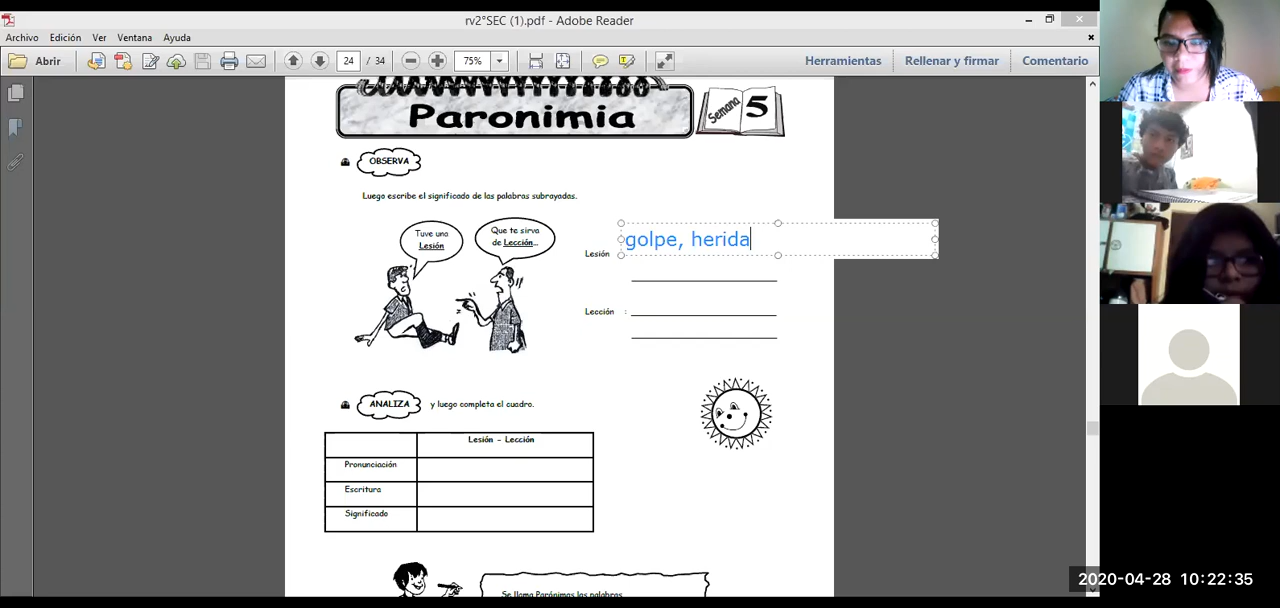 rv2°SEC (1).pdf - Adobe Reader
Archivo Edición Ver Ventana Ayuda
Abrir 24 / 34 75% Herramientas Rellenar y firmar Comentario
Paronimia
Semana 5
OBSERVA
Luego escribe el significado de las palabras subrayadas.
Tuve una
Lesión
Que te sirva
de Lección...
golpe, herida
Lesión
Lección :
ANALIZA y luego completa el cuadro.
Lesión - Lección
Pronunciación
Escritura
Significado
Se llama Parónimas las palabras
2020-04-28 10:22:35